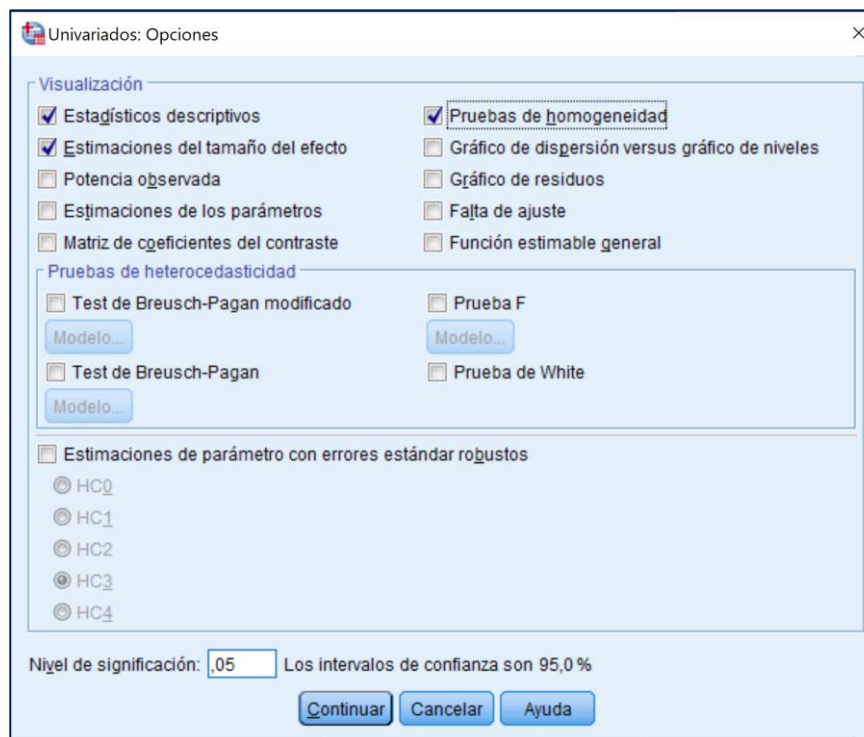 Univariados: Opciones
Visualización
Estadísticos descriptivos
Pruebas de homogeneidad
Estimaciones del tamaño del efecto
Gráfico de dispersión versus gráfico de niveles
Potencia observada
Gráfico de residuos
Estimaciones de los parámetros
Falta de ajuste
Matriz de coeficientes del contraste
Función estimable general
Pruebas de heterocedasticidad
Test de Breusch-Pagan modificado
Prueba F
Modelo...
Modelo...
Test de Breusch-Pagan
Prueba de White
Modelo...
Estimaciones de parámetro con errores estándar robustos
HC0
HC1
HC2
HC3
HC4
Nivel de significación: ,05 Los intervalos de confianza son 95,0 %
Continuar Cancelar Ayuda